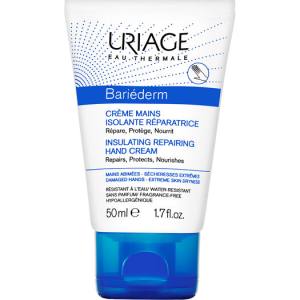 URIAGE
EAU THERMALE
Bariéderm
CRÈME MAINS
ISOLANTE RÉPARATRICE
Répare, Protège, Nourrit
INSULATING REPAIRING
HAND CREAM
Repairs, Protects, Nourishes
MAINS ABIMÉES - SÉCHERESSES EXTRÊMES
DAMAGED HANDS - EXTREME SKIN DRYNESS
RÉSISTANT À L'EAU/ WATER-RESISTANT
SANS PARFUM/ FRAGRANCE-FREE
HYPOALLERGÉNIQUE
50ml℮ 1.7fl.oz.